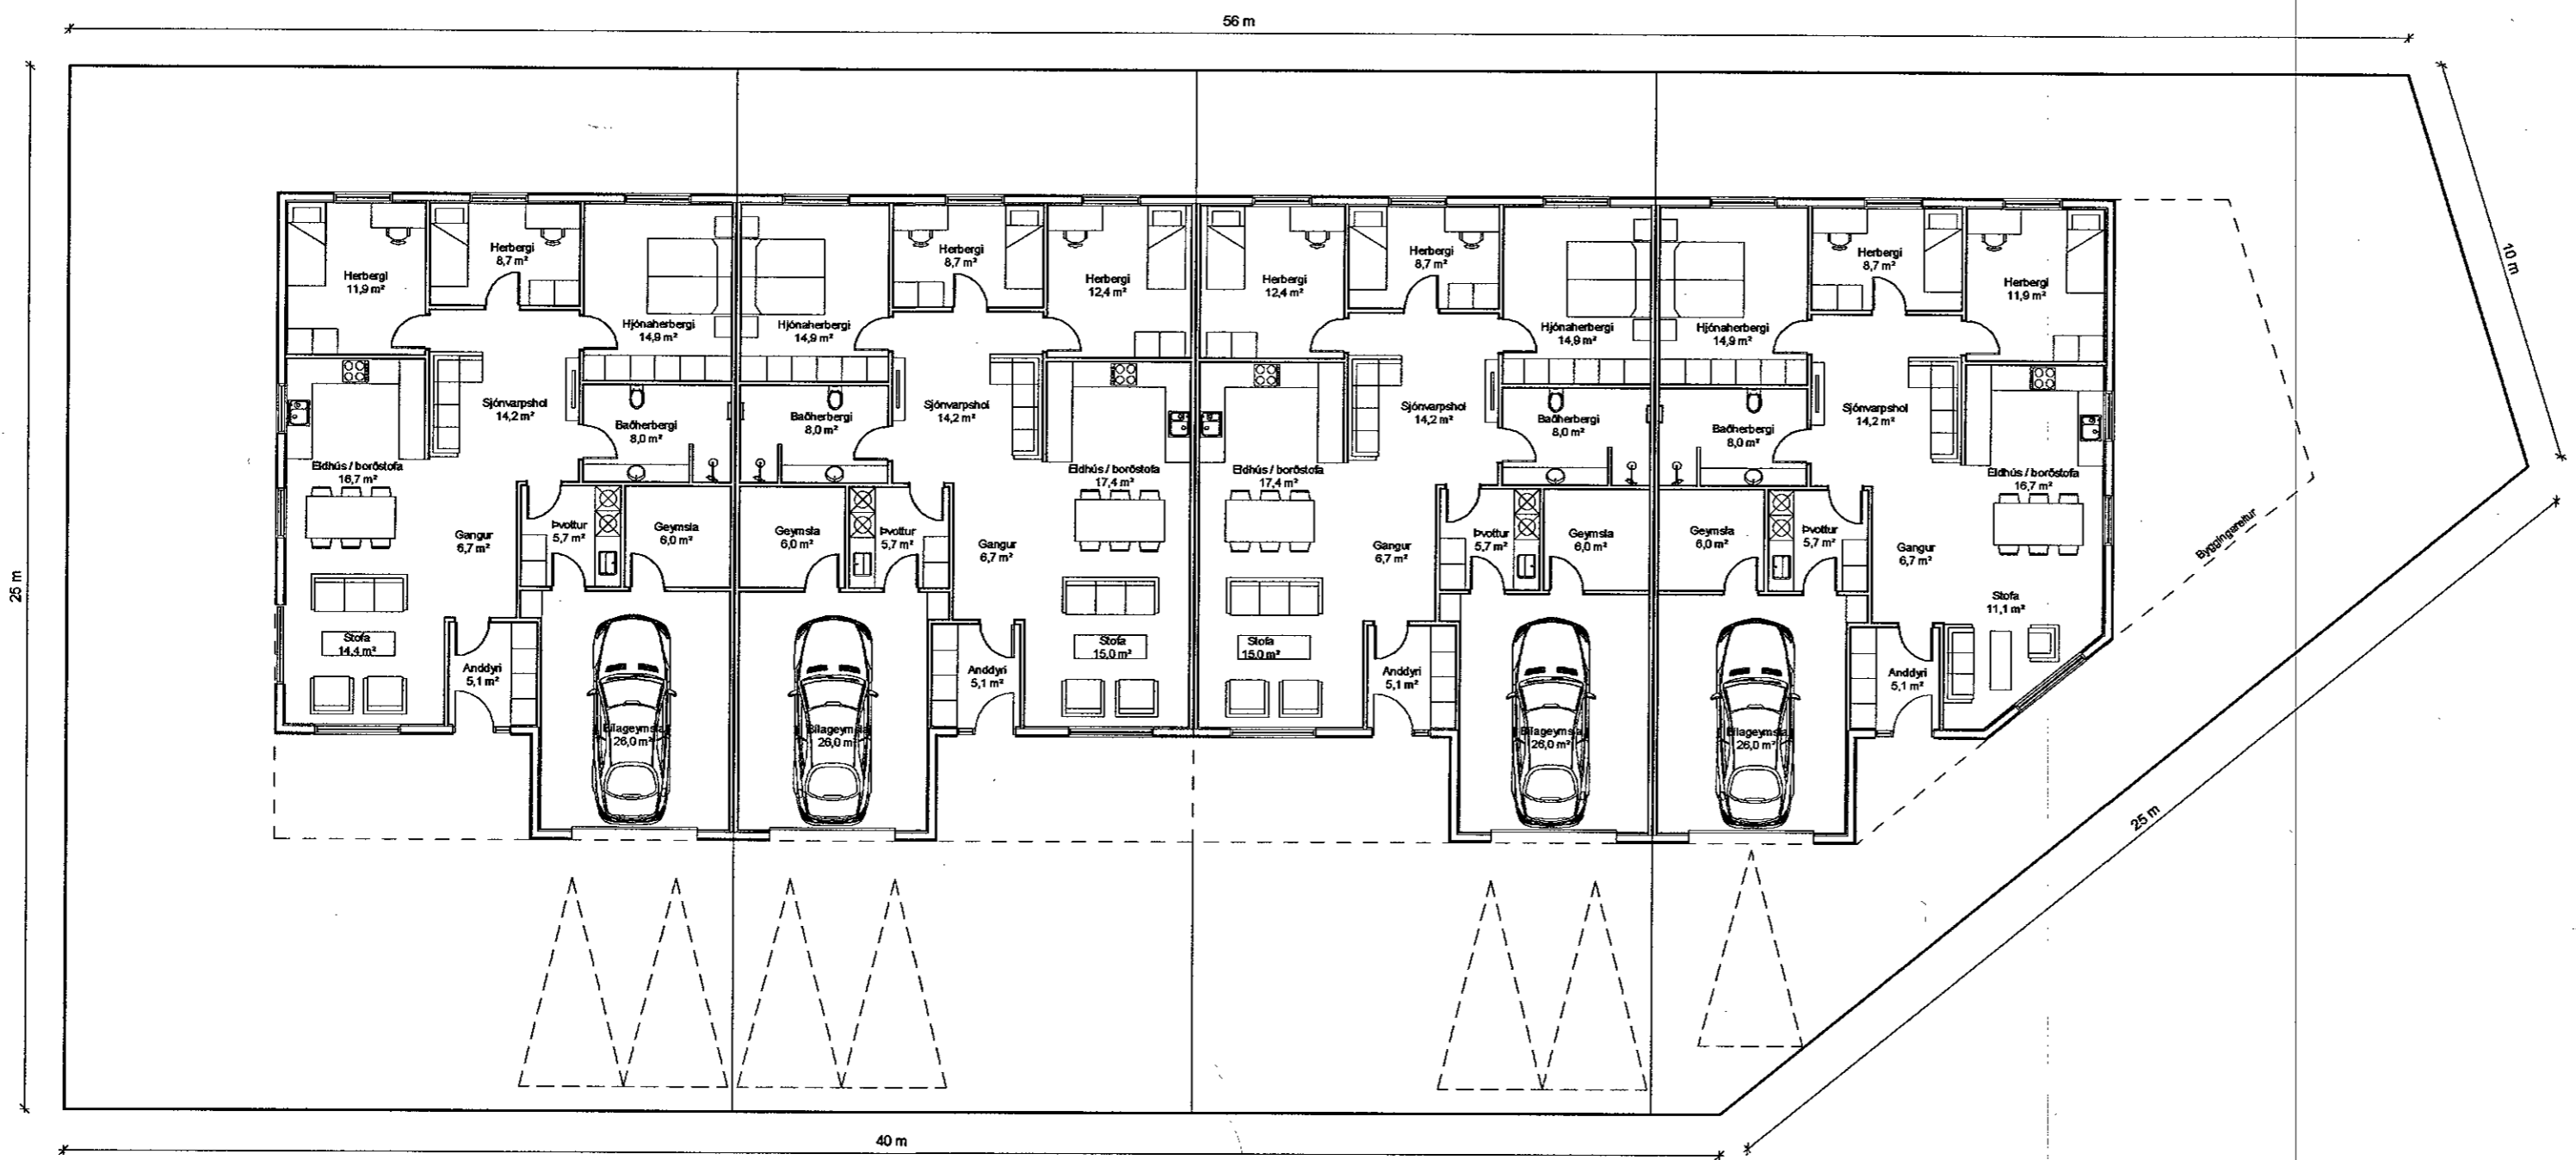 56 m
10 m
25 m
25 m
40 m
Byggingareitur
Herbergi
11,9 m²
Herbergi
8,7 m²
Hjónaherbergi
14,9 m²
Sjónvarpshol
14,2 m²
Baðherbergi
8,0 m²
Eldhús / borðstofa
16,7 m²
Gangur
6,7 m²
Þvottur
5,7 m²
Geymsla
6,0 m²
Stofa
14,4 m²
Anddyri
5,1 m²
Bílageymsla
26,0 m²
Hjónaherbergi
14,9 m²
Herbergi
8,7 m²
Herbergi
12,4 m²
Baðherbergi
8,0 m²
Sjónvarpshol
14,2 m²
Eldhús / borðstofa
17,4 m²
Geymsla
6,0 m²
Þvottur
5,7 m²
Gangur
6,7 m²
Anddyri
5,1 m²
Stofa
15,0 m²
Bílageymsla
26,0 m²
Herbergi
12,4 m²
Herbergi
8,7 m²
Hjónaherbergi
14,9 m²
Sjónvarpshol
14,2 m²
Baðherbergi
8,0 m²
Eldhús / borðstofa
17,4 m²
Gangur
6,7 m²
Þvottur
5,7 m²
Geymsla
6,0 m²
Stofa
15,0 m²
Anddyri
5,1 m²
Bílageymsla
26,0 m²
Hjónaherbergi
14,9 m²
Herbergi
8,7 m²
Herbergi
11,9 m²
Baðherbergi
8,0 m²
Sjónvarpshol
14,2 m²
Eldhús / borðstofa
16,7 m²
Geymsla
6,0 m²
Þvottur
5,7 m²
Gangur
6,7 m²
Stofa
11,1 m²
Anddyri
5,1 m²
Bílageymsla
26,0 m²